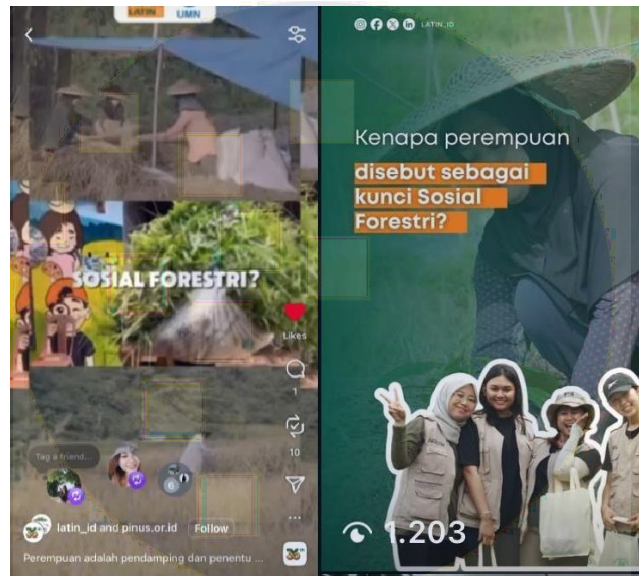 LATIN
UMN
SOSIAL FORESTRI?
Likes
1
10
Tag a friend...
6
latin_id and pinus.or.id Follow
Perempuan adalah pendamping dan penentu ...
LATIN_ID
Kenapa perempuan
disebut sebagai
kunci Sosial
Forestri?
1.203